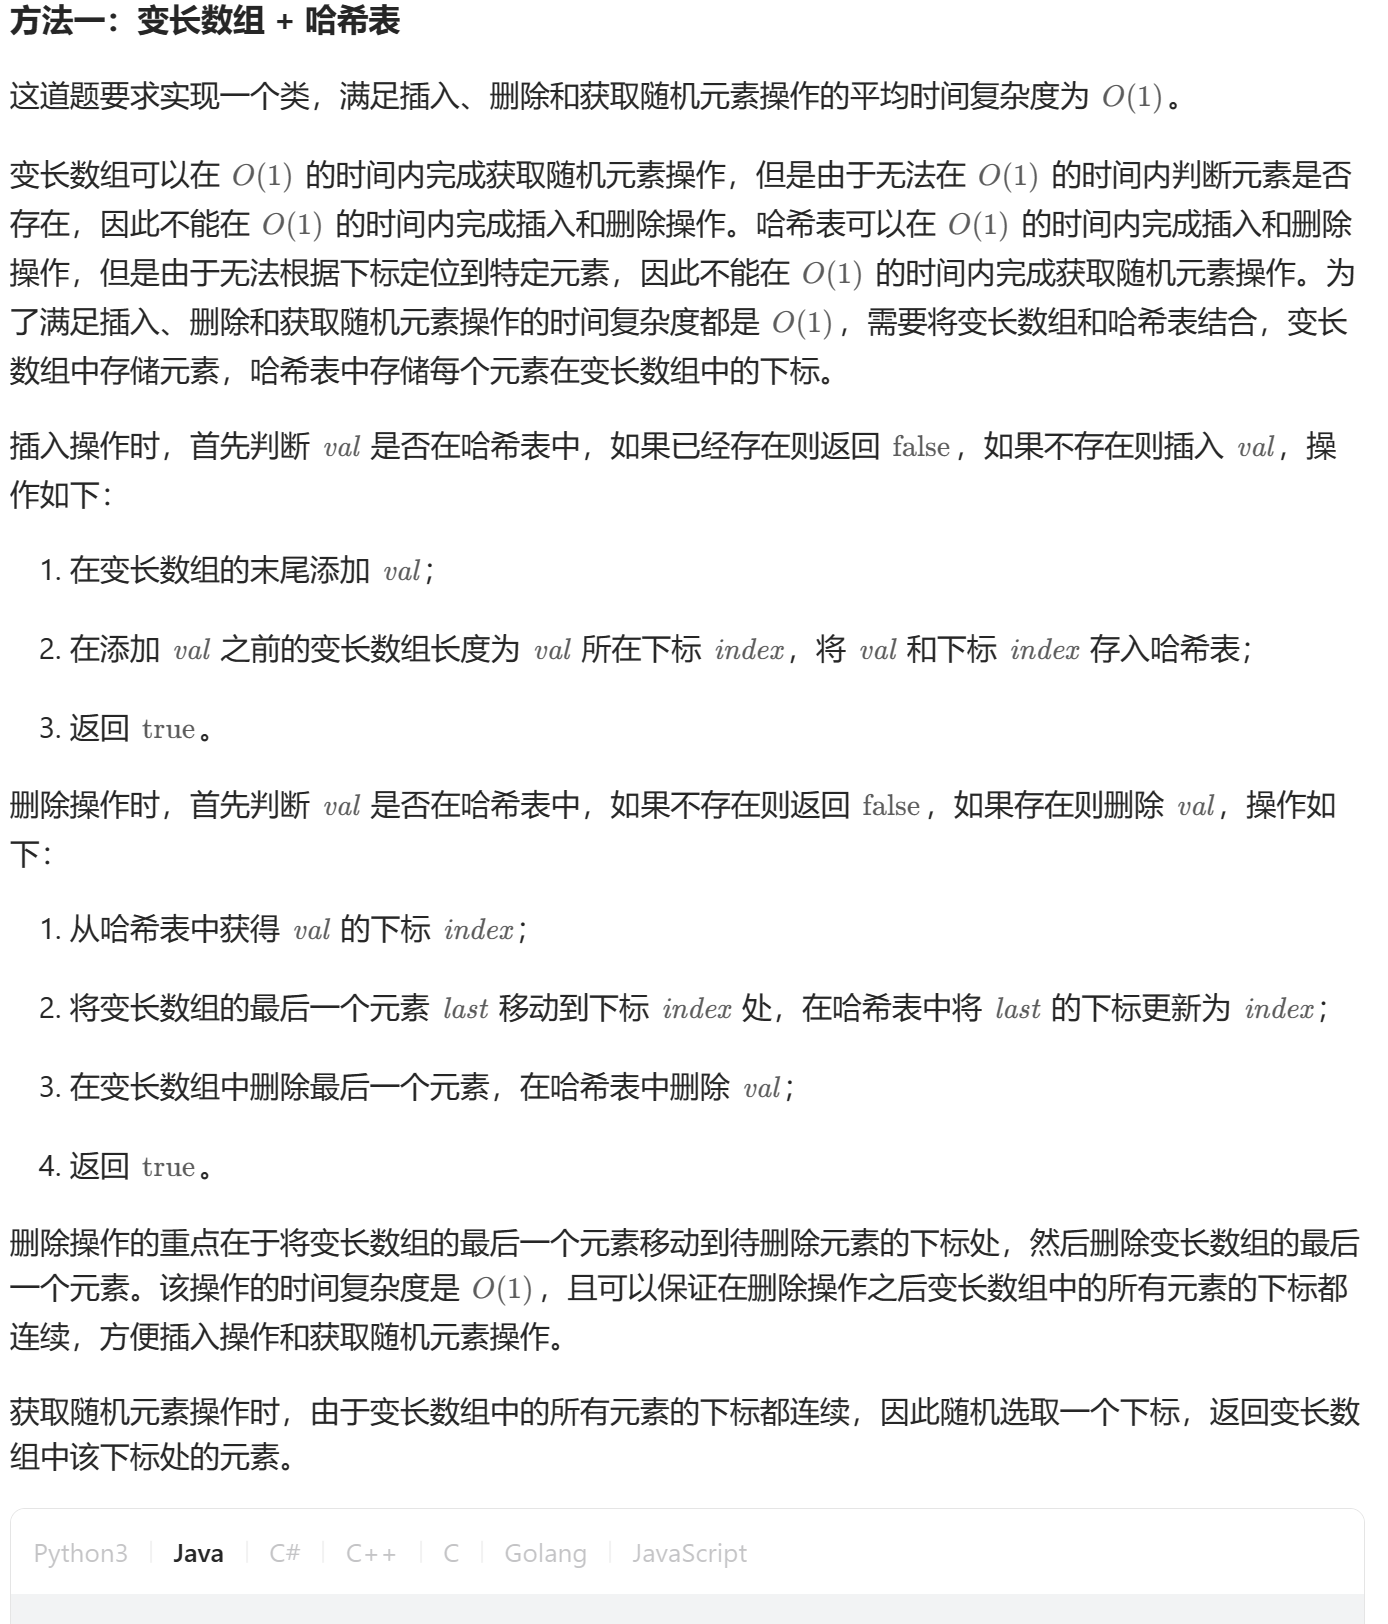 方法一：变长数组 + 哈希表
这道题要求实现一个类，满足插入、删除和获取随机元素操作的平均时间复杂度为 O(1)。
变长数组可以在 O(1) 的时间内完成获取随机元素操作，但是由于无法在 O(1) 的时间内判断元素是否
存在，因此不能在 O(1) 的时间内完成插入和删除操作。哈希表可以在 O(1) 的时间内完成插入和删除
操作，但是由于无法根据下标定位到特定元素，因此不能在 O(1) 的时间内完成获取随机元素操作。为
了满足插入、删除和获取随机元素操作的时间复杂度都是 O(1)，需要将变长数组和哈希表结合，变长
数组中存储元素，哈希表中存储每个元素在变长数组中的下标。
插入操作时，首先判断 val 是否在哈希表中，如果已经存在则返回 false，如果不存在则插入 val，操
作如下：
1. 在变长数组的末尾添加 val；
2. 在添加 val 之前的变长数组长度为 val 所在下标 index，将 val 和下标 index 存入哈希表；
3. 返回 true。
删除操作时，首先判断 val 是否在哈希表中，如果不存在则返回 false，如果存在则删除 val，操作如
下：
1. 从哈希表中获得 val 的下标 index；
2. 将变长数组的最后一个元素 last 移动到下标 index 处，在哈希表中将 last 的下标更新为 index；
3. 在变长数组中删除最后一个元素，在哈希表中删除 val；
4. 返回 true。
删除操作的重点在于将变长数组的最后一个元素移动到待删除元素的下标处，然后删除变长数组的最后
一个元素。该操作的时间复杂度是 O(1)，且可以保证在删除操作之后变长数组中的所有元素的下标都
连续，方便插入操作和获取随机元素操作。
获取随机元素操作时，由于变长数组中的所有元素的下标都连续，因此随机选取一个下标，返回变长数
组中该下标处的元素。
Python3 Java C# C++ C Golang JavaScript